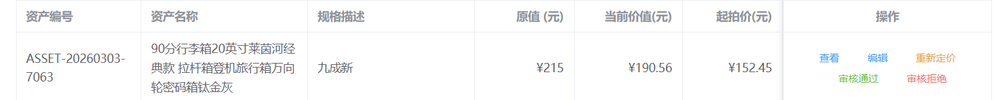 资产编号 资产名称 规格描述 原值 (元) 当前价值(元) 起拍价(元) 操作
ASSET-20260303-
7063
90分行李箱20英寸莱茵河经
典款 拉杆箱登机旅行箱万向
轮密码箱钛金灰
九成新
¥215
¥190.56
¥152.45
查看 编辑 重新定价
审核通过 审核拒绝